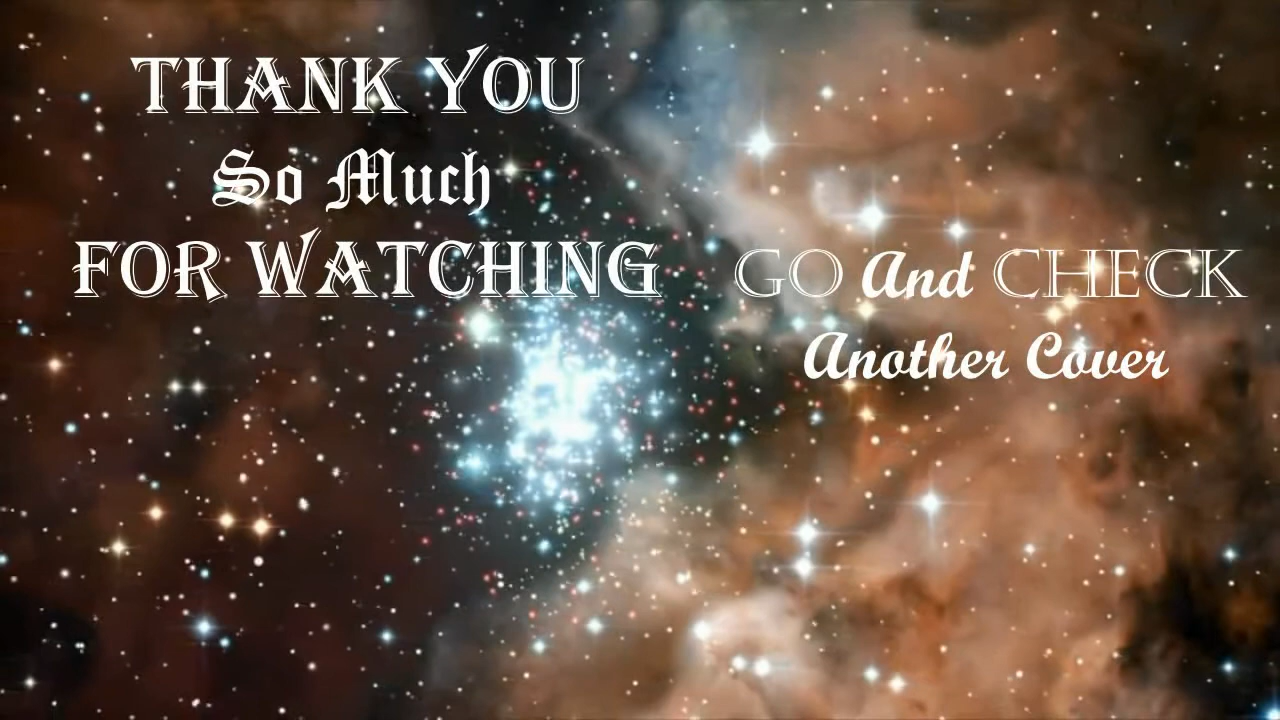 THANK YOU
So Much
FOR WATCHING
GO And CHECK
Another Cover